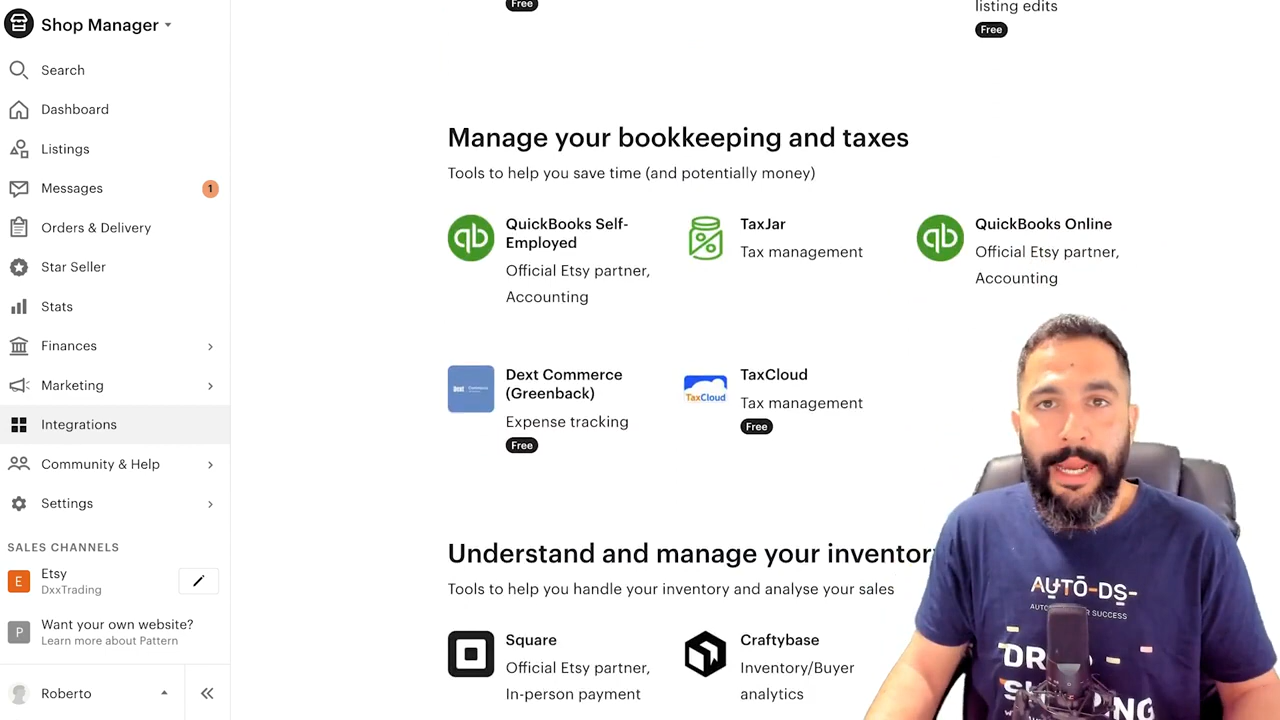 Shop Manager
Search
Dashboard
Listings
Messages
1
Orders & Delivery
Star Seller
Stats
Finances
Marketing
Integrations
Community & Help
Settings
SALES CHANNELS
E
Etsy
DxxTrading
P
Want your own website?
Learn more about Pattern
Roberto
Free
listing edits
Free
Manage your bookkeeping and taxes
Tools to help you save time (and potentially money)
qb
QuickBooks Self-
Employed
Official Etsy partner,
Accounting
TaxJar
Tax management
qb
QuickBooks Online
Official Etsy partner,
Accounting
Dext Commerce
Dext Commerce
(Greenback)
Expense tracking
Free
TaxCloud
TaxCloud
Tax management
Free
Understand and manage your inventor
Tools to help you handle your inventory and analyse your sales
Square
Official Etsy partner,
In-person payment
Craftybase
Inventory/Buyer
analytics
AUTO-DS-